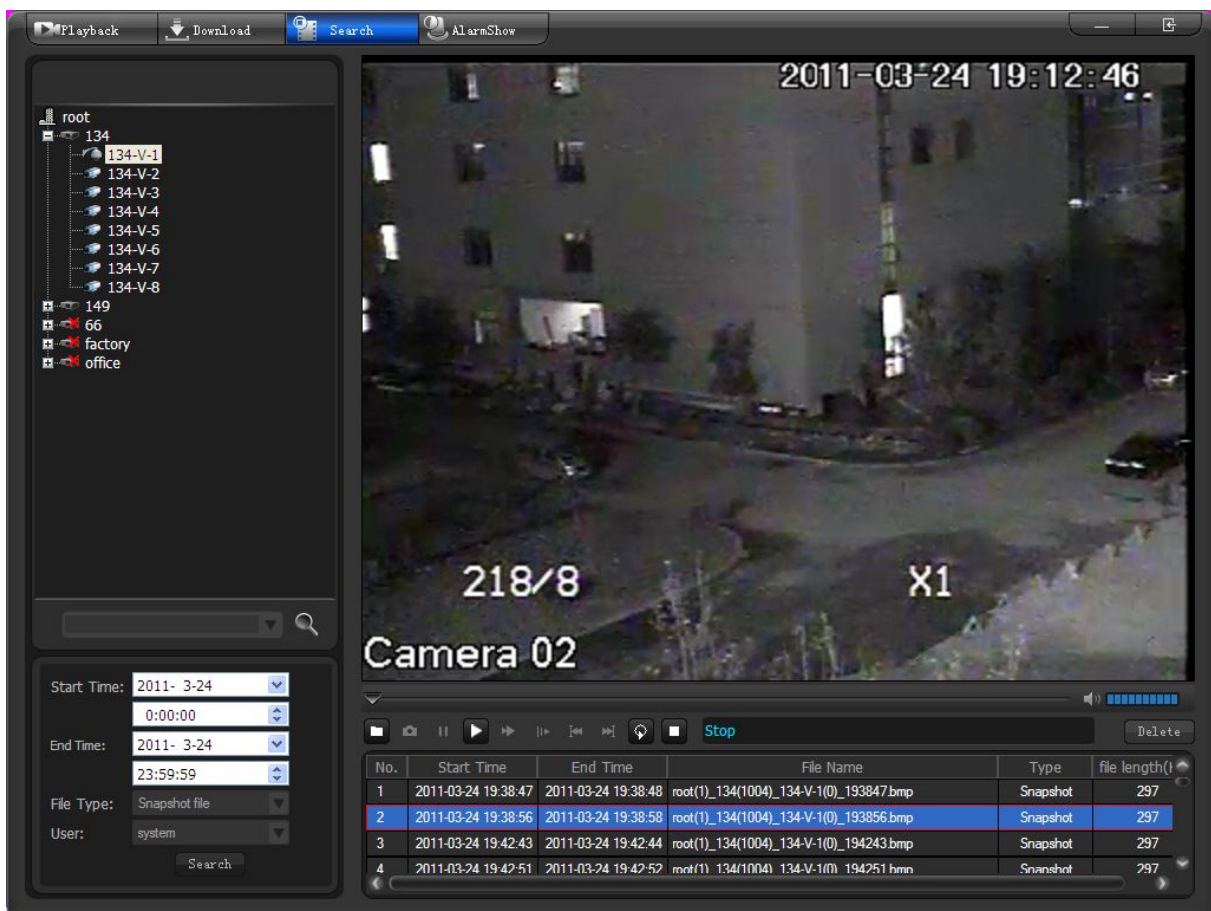 Playback Download Search AlarmShow
root
134
134-V-1
134-V-2
134-V-3
134-V-4
134-V-5
134-V-6
134-V-7
134-V-8
149
66
factory
office
Start Time: 2011- 3-24
0:00:00
End Time: 2011- 3-24
23:59:59
File Type: Snapshot file
User: system
Search
2011-03-24 19:12:46
218/8 X1
Camera 02
Stop Delete
No. Start Time End Time File Name Type file length(
1 2011-03-24 19:38:47 2011-03-24 19:38:48 root(1)_134(1004)_134-V-1(0)_193847.bmp Snapshot 297
2 2011-03-24 19:38:56 2011-03-24 19:38:58 root(1)_134(1004)_134-V-1(0)_193856.bmp Snapshot 297
3 2011-03-24 19:42:43 2011-03-24 19:42:44 root(1)_134(1004)_134-V-1(0)_194243.bmp Snapshot 297
4 2011-03-24 19:42:51 2011-03-24 19:42:52 root(1)_134(1004)_134-V-1(0)_194251.bmp Snapshot 297